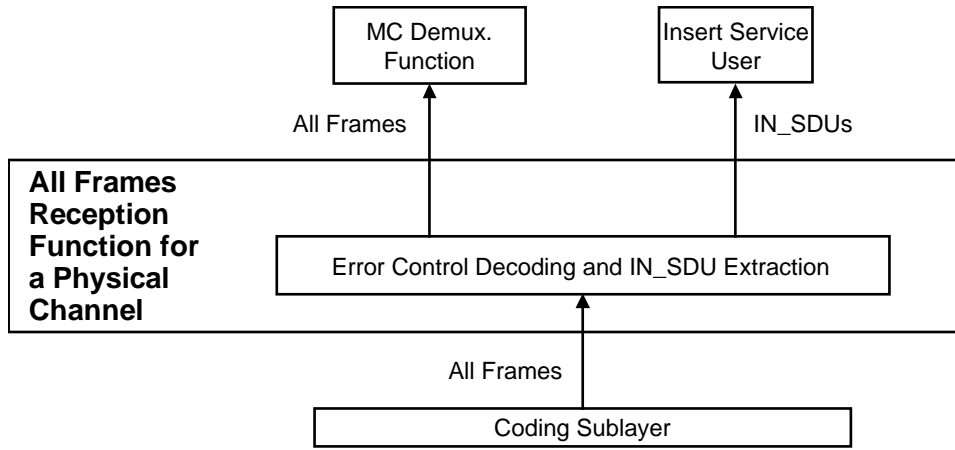 MC Demux.
Function
Insert Service
User
All Frames
IN_SDUs
All Frames
Reception
Function for
a Physical
Channel
Error Control Decoding and IN_SDU Extraction
All Frames
Coding Sublayer